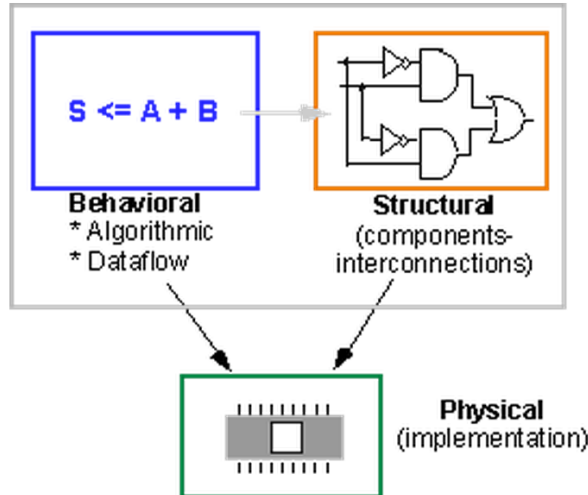 S <= A + B
Behavioral
* Algorithmic
* Dataflow
Structural
(components-
interconnections)
Physical
(implementation)